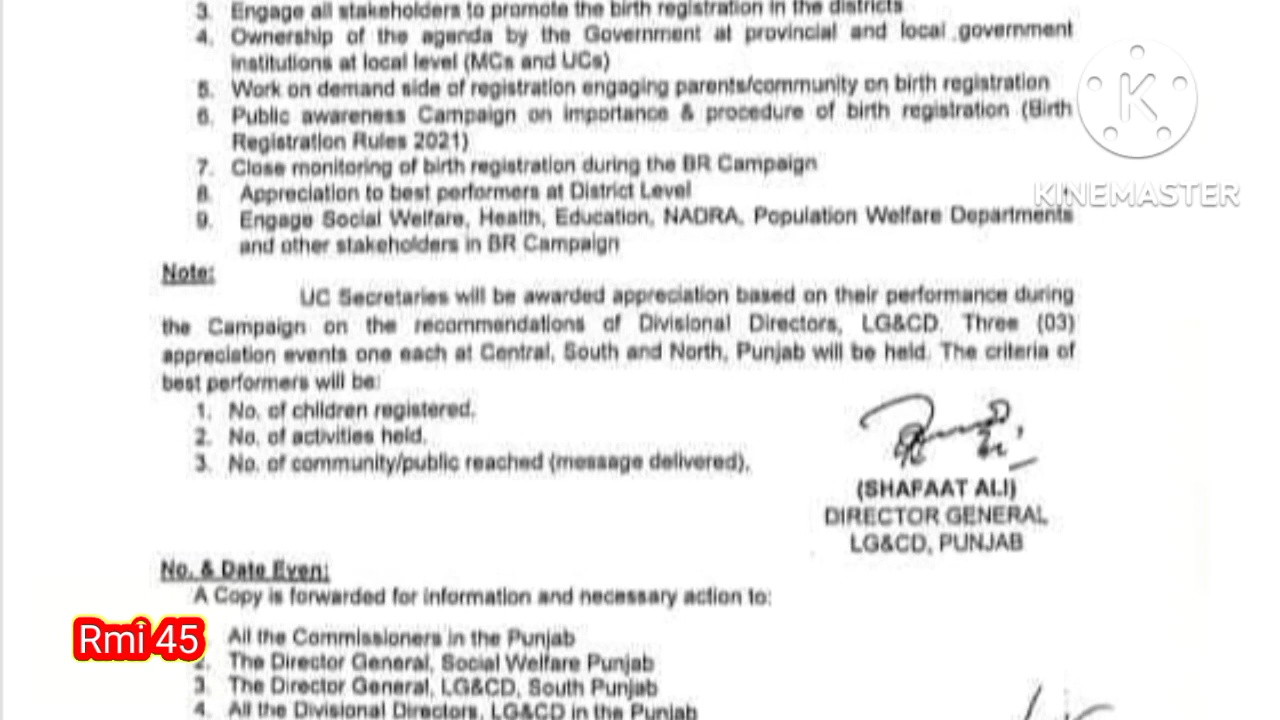 3. Engage all stakeholders to promote the birth registration in the districts
4. Ownership of the agenda by the Government at provincial and local government
institutions at local level (MCs and UCs)
5. Work on demand side of registration engaging parents/community on birth registration
6. Public awareness Campaign on importance & procedure of birth registration (Birth
Registration Rules 2021)
7. Close monitoring of birth registration during the BR Campaign
8. Appreciation to best performers at District Level
9. Engage Social Welfare, Health, Education, NADRA, Population Welfare Departments
and other stakeholders in BR Campaign
K
KINEMASTER
Note:
UC Secretaries will be awarded appreciation based on their performance during
the Campaign on the recommendations of Divisional Directors, LG&CD. Three (03)
appreciation events one each at Central, South and North, Punjab will be held. The criteria of
best performers will be:
1. No. of children registered.
2. No. of activities held.
3. No. of community/public reached (message delivered).
(SHAFAAT ALI)
DIRECTOR GENERAL
LG&CD, PUNJAB
No. & Date Even:
A Copy is forwarded for information and necessary action to:
Rmi 45
All the Commissioners in the Punjab
2. The Director General, Social Welfare Punjab
3. The Director General, LG&CD, South Punjab
4. All the Divisional Directors, LG&CD in the Punjab